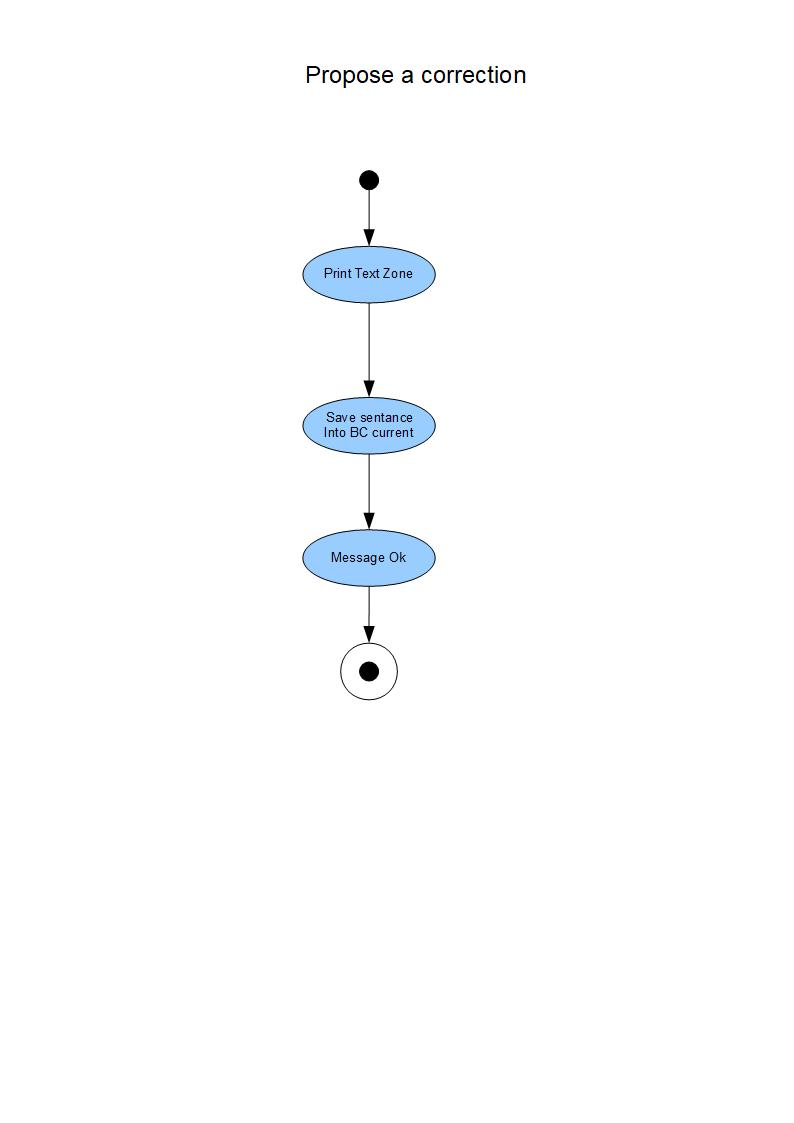 Propose a correction
Print Text Zone
Save sentance
Into BC current
Message Ok